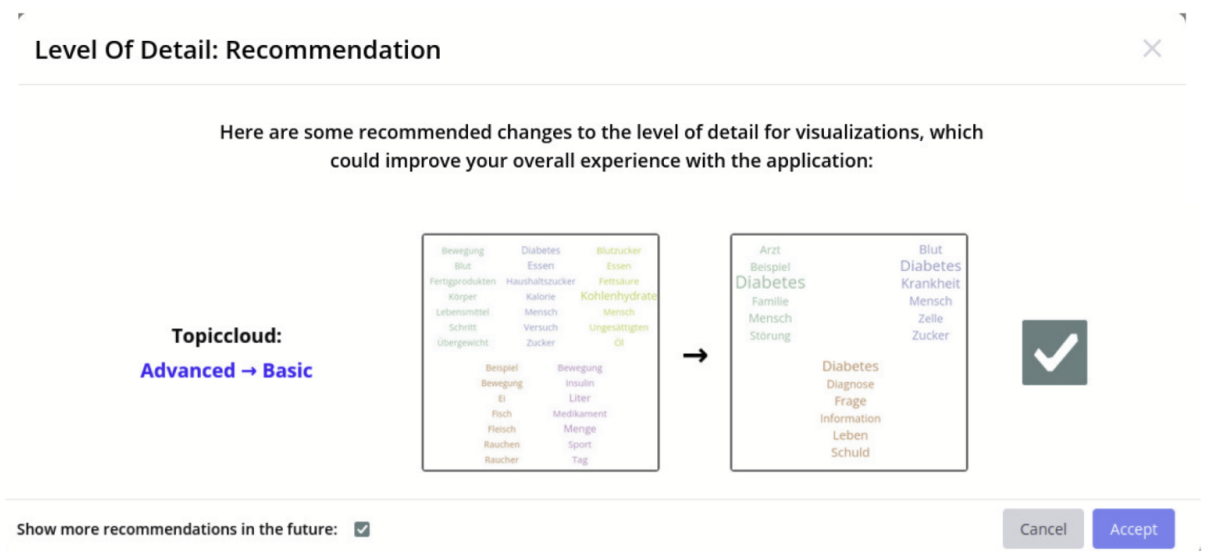 Level Of Detail: Recommendation
Here are some recommended changes to the level of detail for visualizations, which
could improve your overall experience with the application:
Topiccloud:
Advanced → Basic
Bewegung
Blut
Fertigprodukten
Körper
Lebensmittel
Schritt
Übergewicht
Diabetes
Essen
Haushaltszucker
Kalorie
Mensch
Versuch
Zucker
Blutzucker
Essen
Fettsäure
Kohlenhydrate
Mensch
Ungesättigten
Öl
Beispiel
Bewegung
Ei
Fisch
Fleisch
Rauchen
Raucher
Bewegung
Insulin
Liter
Medikament
Menge
Sport
Tag
→
Arzt
Beispiel
Diabetes
Familie
Mensch
Störung
Blut
Diabetes
Krankheit
Mensch
Zelle
Zucker
Diabetes
Diagnose
Frage
Information
Leben
Schuld
Show more recommendations in the future:
Cancel
Accept